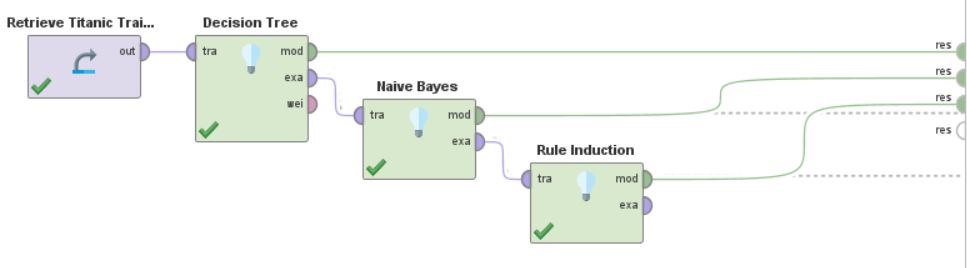 Retrieve Titanic Trai...
Decision Tree
out
tra
mod
res
exa
res
wei
Naive Bayes
res
tra
mod
res
exa
Rule Induction
tra
mod
exa